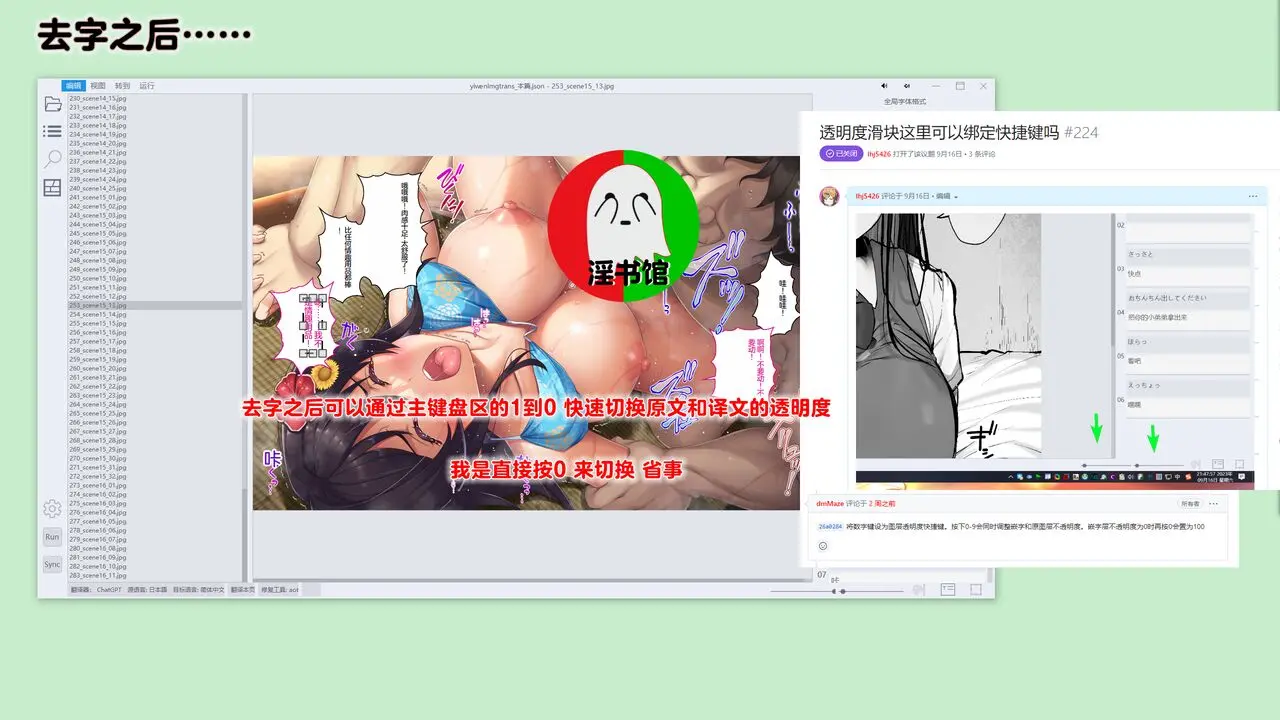 去字之后……
编辑 视图 转到 运行
yiwenImgtrans_本篇.json - 253_scene15_13.jpg
全局字体格式
230_scene14_15.jpg
231_scene14_16.jpg
232_scene14_17.jpg
233_scene14_18.jpg
234_scene14_19.jpg
235_scene14_20.jpg
236_scene14_21.jpg
237_scene14_22.jpg
238_scene14_23.jpg
239_scene14_24.jpg
240_scene14_25.jpg
241_scene15_01.jpg
242_scene15_02.jpg
243_scene15_03.jpg
244_scene15_04.jpg
245_scene15_05.jpg
246_scene15_06.jpg
247_scene15_07.jpg
248_scene15_08.jpg
249_scene15_09.jpg
250_scene15_10.jpg
251_scene15_11.jpg
252_scene15_12.jpg
253_scene15_13.jpg
254_scene15_14.jpg
255_scene15_15.jpg
256_scene15_16.jpg
257_scene15_17.jpg
258_scene15_18.jpg
259_scene15_19.jpg
260_scene15_20.jpg
261_scene15_21.jpg
262_scene15_22.jpg
263_scene15_23.jpg
264_scene15_24.jpg
265_scene15_25.jpg
266_scene15_26.jpg
267_scene15_27.jpg
268_scene15_28.jpg
269_scene15_29.jpg
270_scene15_30.jpg
271_scene15_31.jpg
272_scene15_32.jpg
273_scene16_01.jpg
274_scene16_02.jpg
275_scene16_03.jpg
276_scene16_04.jpg
277_scene16_05.jpg
278_scene16_06.jpg
279_scene16_07.jpg
280_scene16_08.jpg
281_scene16_09.jpg
282_scene16_10.jpg
283_scene16_11.jpg
Run
Sync
翻译器: ChatGPT 源语言: 日本語 目标语言: 简体中文 翻译本页 修复工具: aot
哦哦哦！肉感十足 太舒服了！
比任何情趣用品都棒！
哇！哇哇！
啊啊！不要动！不要动！
淫书馆
去字之后可以通过主键盘区的1到0 快速切换原文和译文的透明度
我是直接按0 来切换 省事
透明度滑块这里可以绑定快捷键吗 #224
已关闭 lhj5426 打开了该议题 9月16日 · 3 条评论
lhj5426 评论于 9月16日 · 编辑
02
さっさと
03
快点
おちんちん出してください
04
把你的小弟弟拿出来
ほらっ
05
看吧
えっちょっ
06
嘿嘿
23:47:57 2023年
09月16日 星期六
dmMaze 评论于 2 周之前
所有者
26a0284 将数字键设为图层透明度快捷键。按下0-9会同时调整嵌字和原图层不透明度。嵌字层不透明度为0时再按0会置为100
07
咔